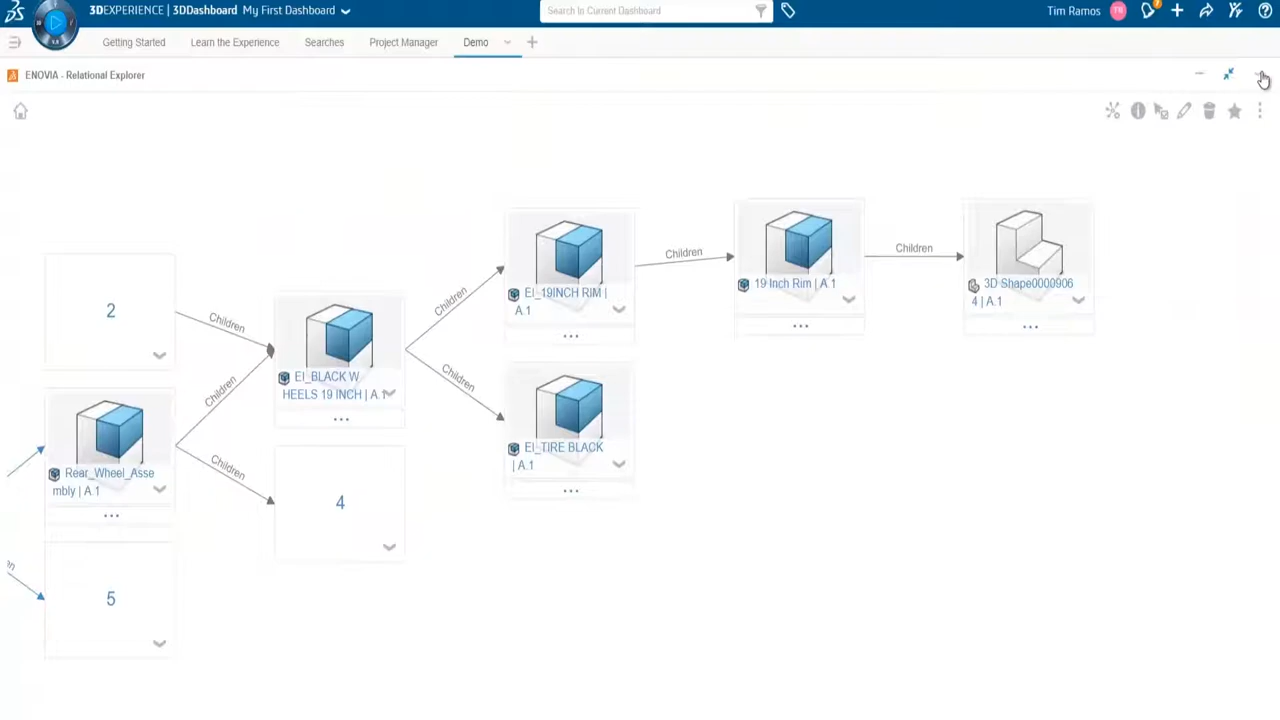 3DEXPERIENCE | 3DDashboard My First Dashboard
Search In Current Dashboard
Tim Ramos
TR
Getting Started
Learn the Experience
Searches
Project Manager
Demo
ENOVIA - Relational Explorer
2
Children
Children
Rear_Wheel_Asse
mbly | A.1
Children
5
EI_BLACK W
HEELS 19 INCH | A.1
4
Children
Children
EI_19INCH RIM |
A.1
EI_TIRE BLACK
| A.1
Children
19 Inch Rim | A.1
Children
3D Shape0000906
4 | A.1